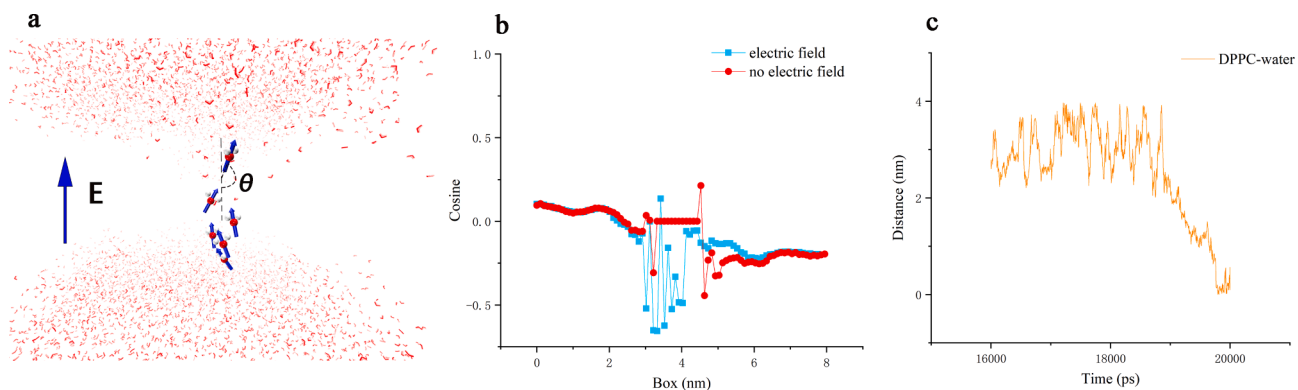 a
E
θ
b
electric field
no electric field
1.0
0.5
0.0
-0.5
Cosine
0
2
4
6
8
Box (nm)
c
DPPC-water
4
2
0
Distance (nm)
16000
18000
20000
Time (ps)